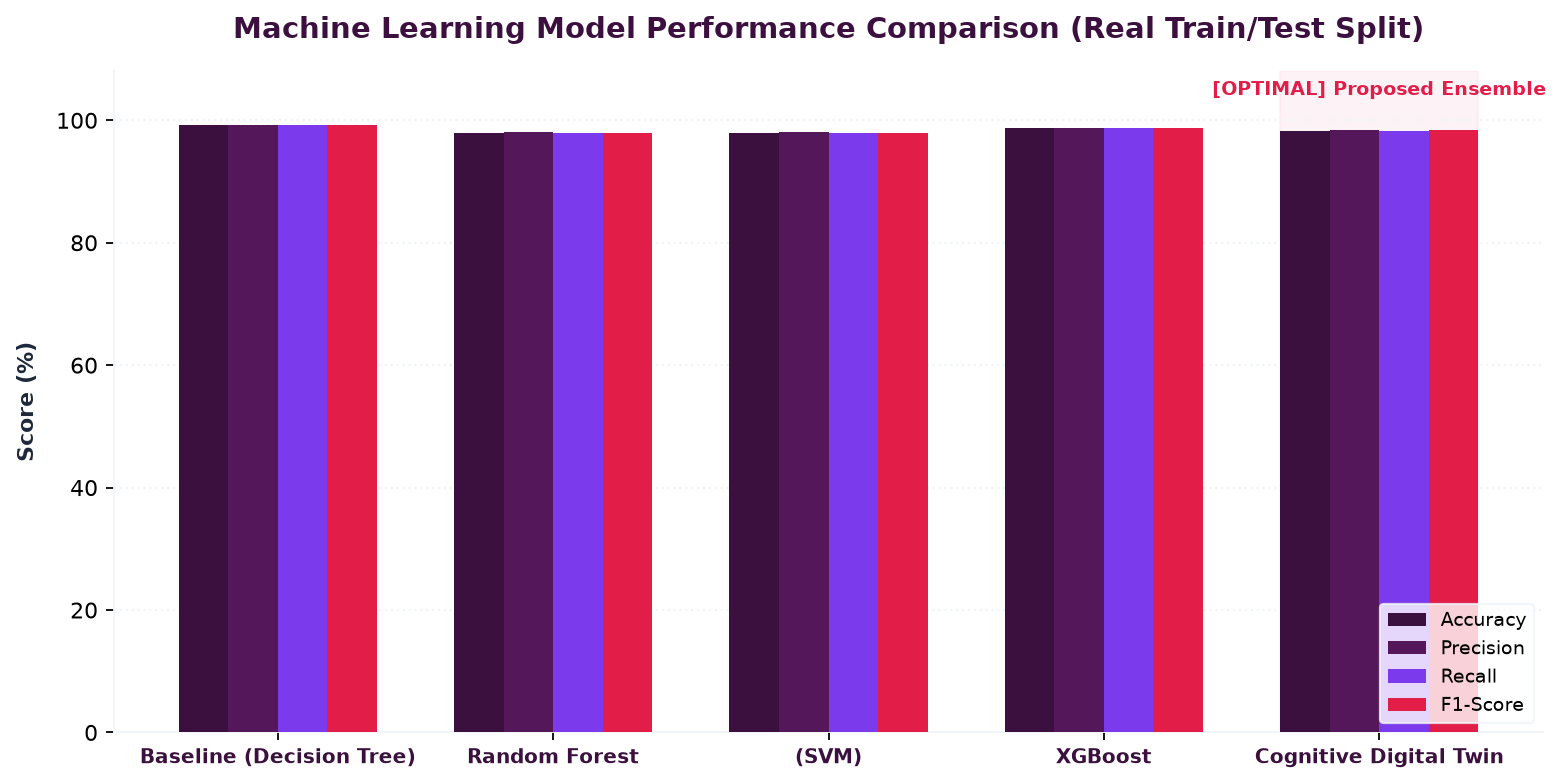 Machine Learning Model Performance Comparison (Real Train/Test Split)
[OPTIMAL] Proposed Ensemble
Score (%)
100
80
60
40
20
0
Accuracy
Precision
Recall
F1-Score
Baseline (Decision Tree)
Random Forest
(SVM)
XGBoost
Cognitive Digital Twin